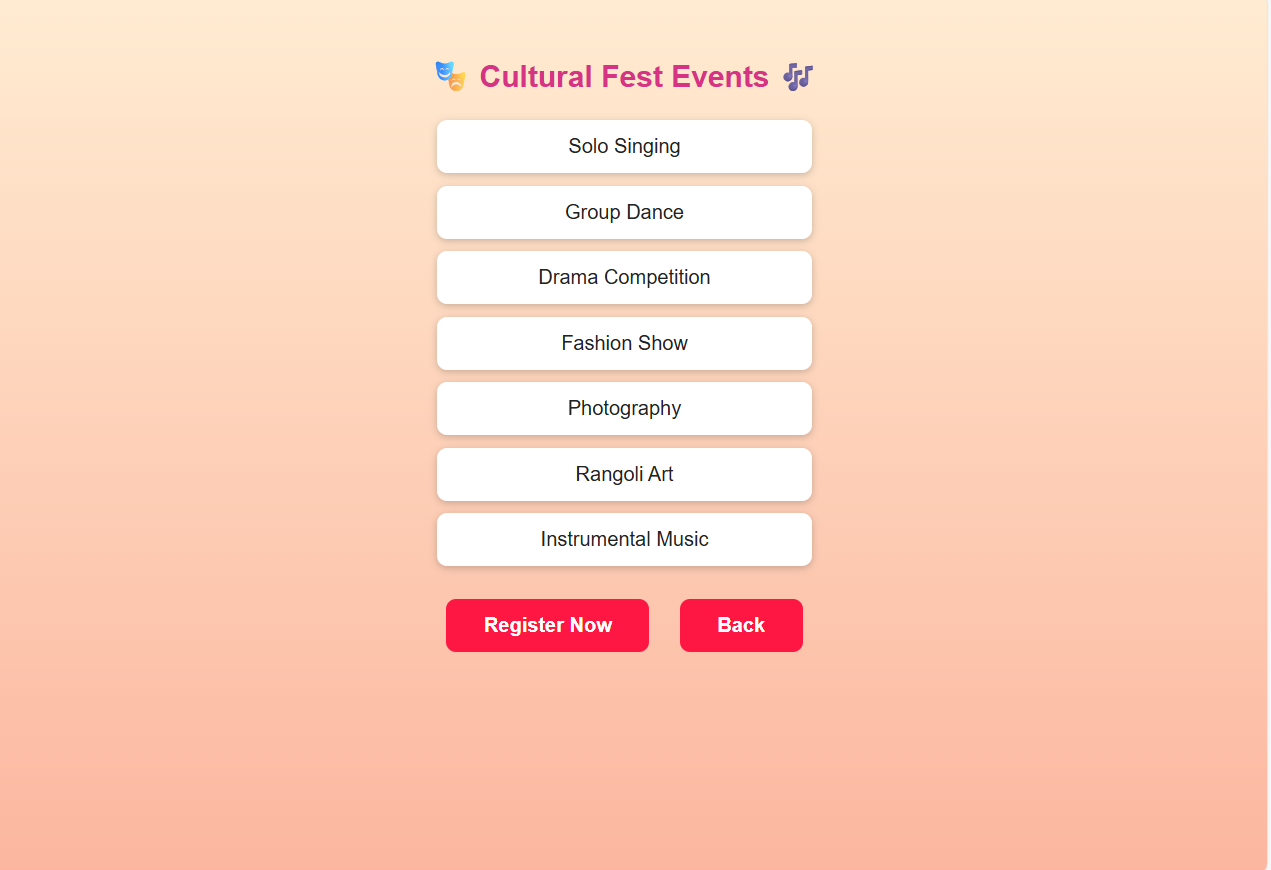 🎭 Cultural Fest Events 🎶
Solo Singing
Group Dance
Drama Competition
Fashion Show
Photography
Rangoli Art
Instrumental Music
Register Now Back